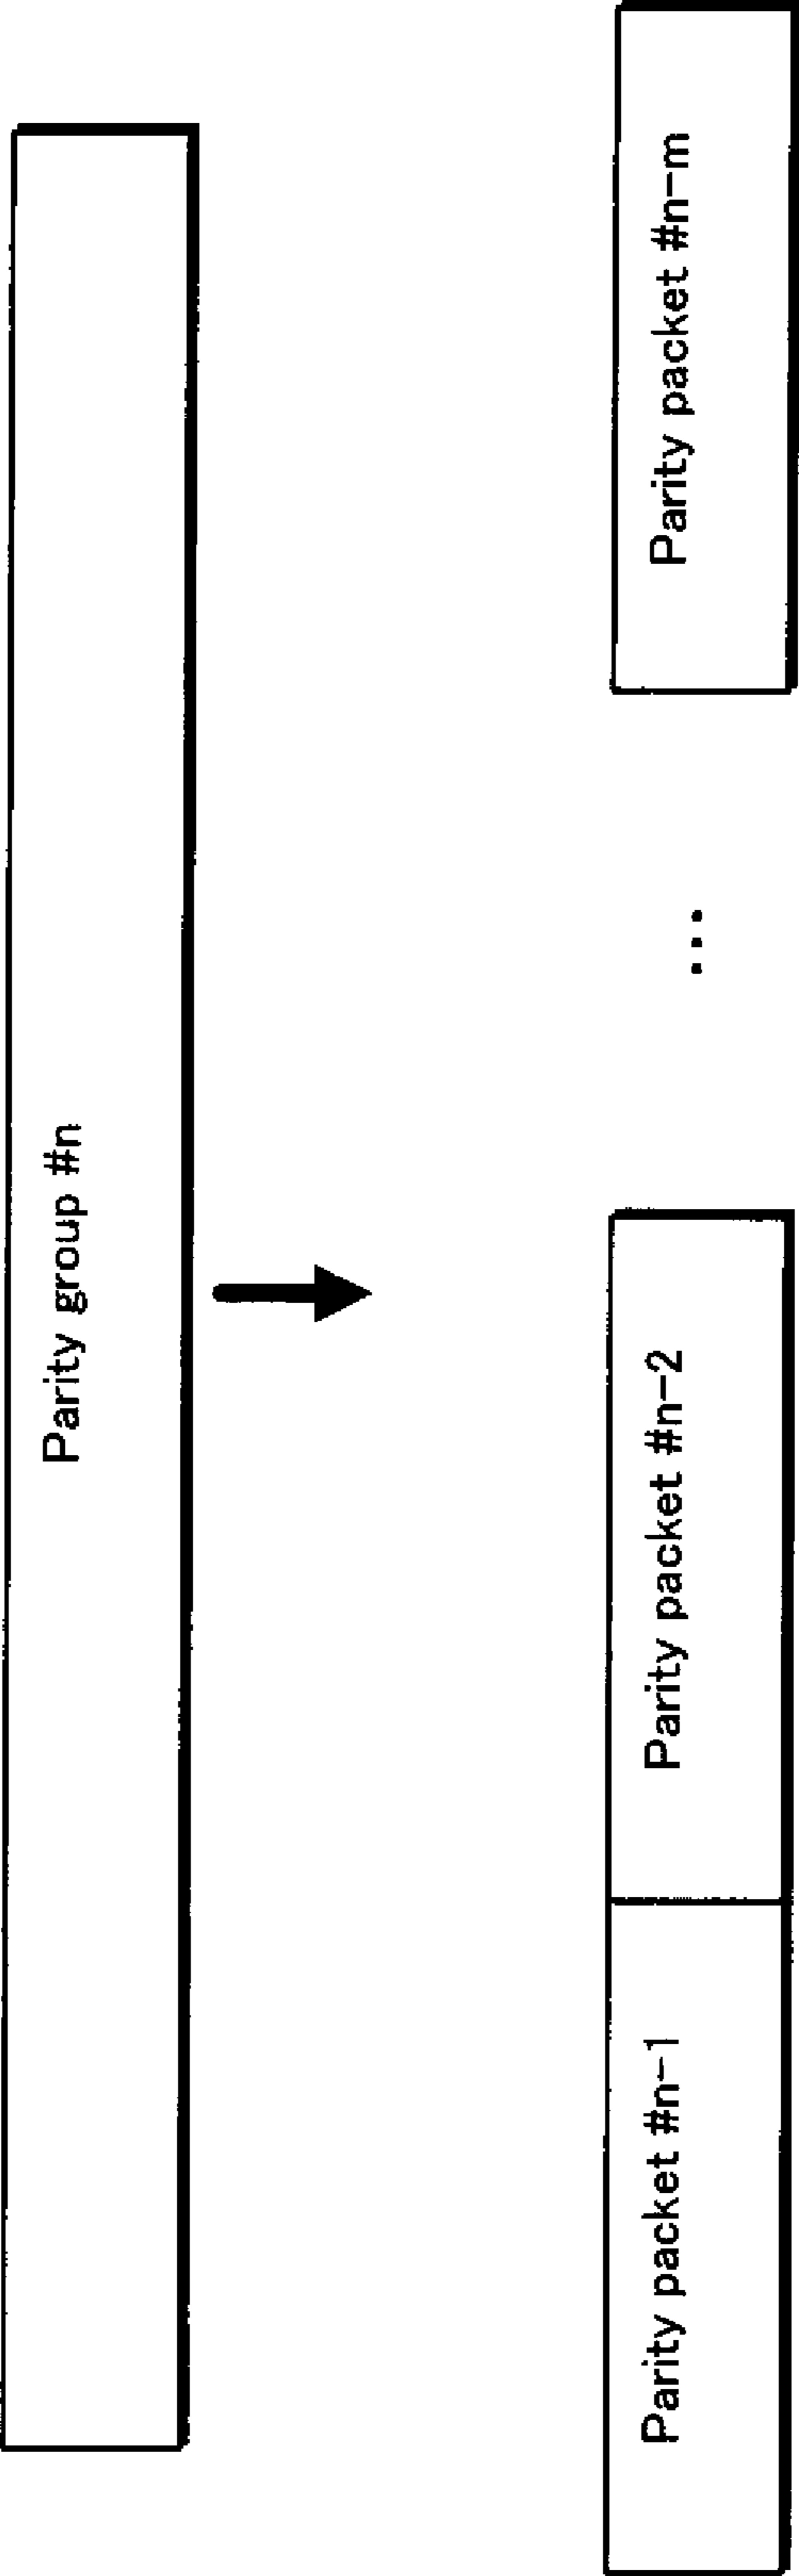 Parity group #n
Parity packet #n-1
Parity packet #n-2
...
Parity packet #n-m